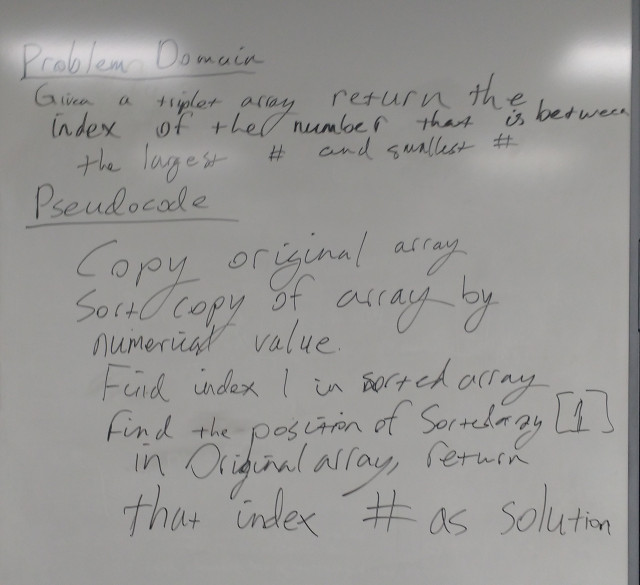 Problem Domain
Given a triplet array return the
index of the number that is between
the largest # and smallest #
Pseudocode
Copy original array
Sort copy of array by
numerical value.
Find index 1 in sorted array
Find the position of Sortedarray [1]
in Original array, return
that index # as solution